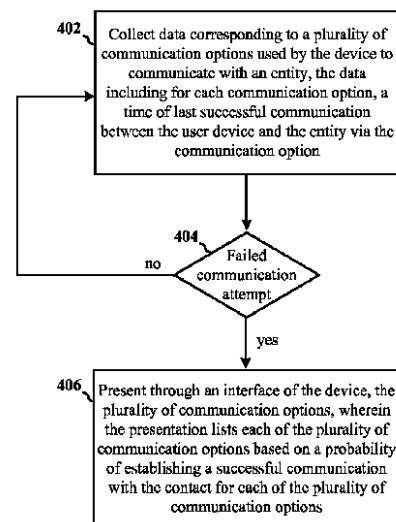 402
Collect data corresponding to a plurality of
communication options used by the device to
communicate with an entity, the data
including for each communication option, a
time of last successful communication
between the user device and the entity via the
communication option
404
Failed
communication
attempt
no
yes
406
Present through an interface of the device, the
plurality of communication options, wherein
the presentation lists each of the plurality of
communication options based on a probability
of establishing a successful communication
with the contact for each of the plurality of
communication options